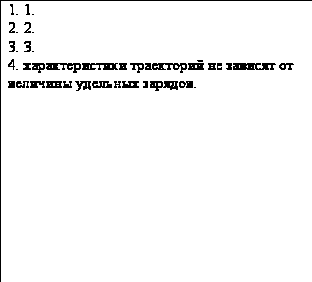 1. 1.
2. 2.
3. 3.
4. характеристики траекторий не зависят от
величины удельных зарядов.